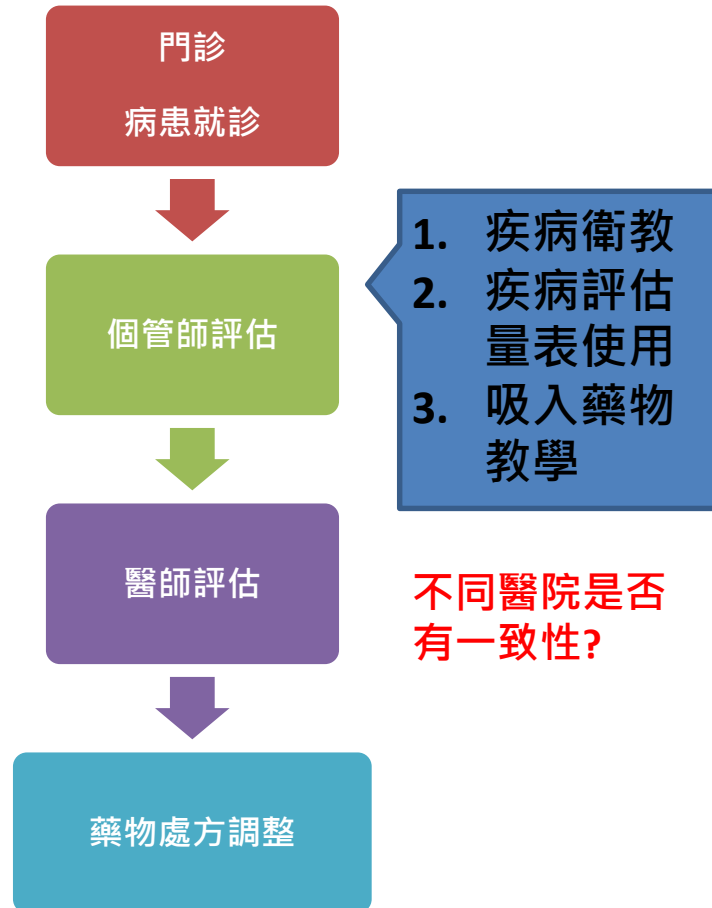 門診
病患就診
個管師評估
1. 疾病衛教
2. 疾病評估
量表使用
3. 吸入藥物
教學
醫師評估
不同醫院是否
有一致性?
藥物處方調整